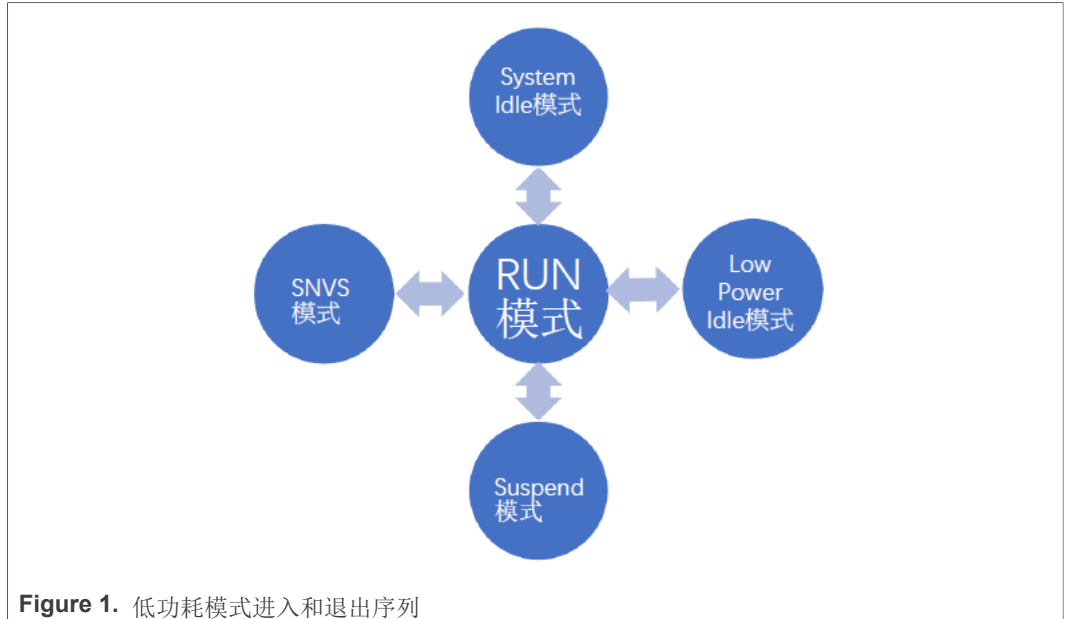 System
Idle模式
SNVS
模式
RUN
模式
Low
Power
Idle模式
Suspend
模式
Figure 1. 低功耗模式进入和退出序列